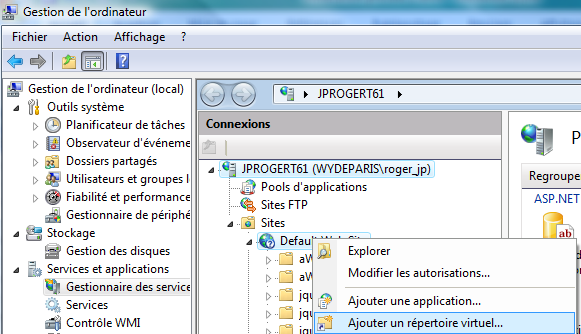 Gestion de l'ordinateur
Fichier Action Affichage ?
Gestion de l'ordinateur (local)
Outils système
Planificateur de tâches
Observateur d'événeme
Dossiers partagés
Utilisateurs et groupes l
Fiabilité et performance
Gestionnaire de périphé
Stockage
Gestion des disques
Services et applications
Gestionnaire des service
Services
Contrôle WMI
JPROGERT61
Connexions
JPROGERT61 (WYDEPARIS\roger_jp)
Pools d'applications
Sites FTP
Sites
Default Web Site
aW
aW
jqu
jqu
Explorer
Modifier les autorisations...
Ajouter une application...
Ajouter un répertoire virtuel...
P
Regroupe
ASP.NET
ab